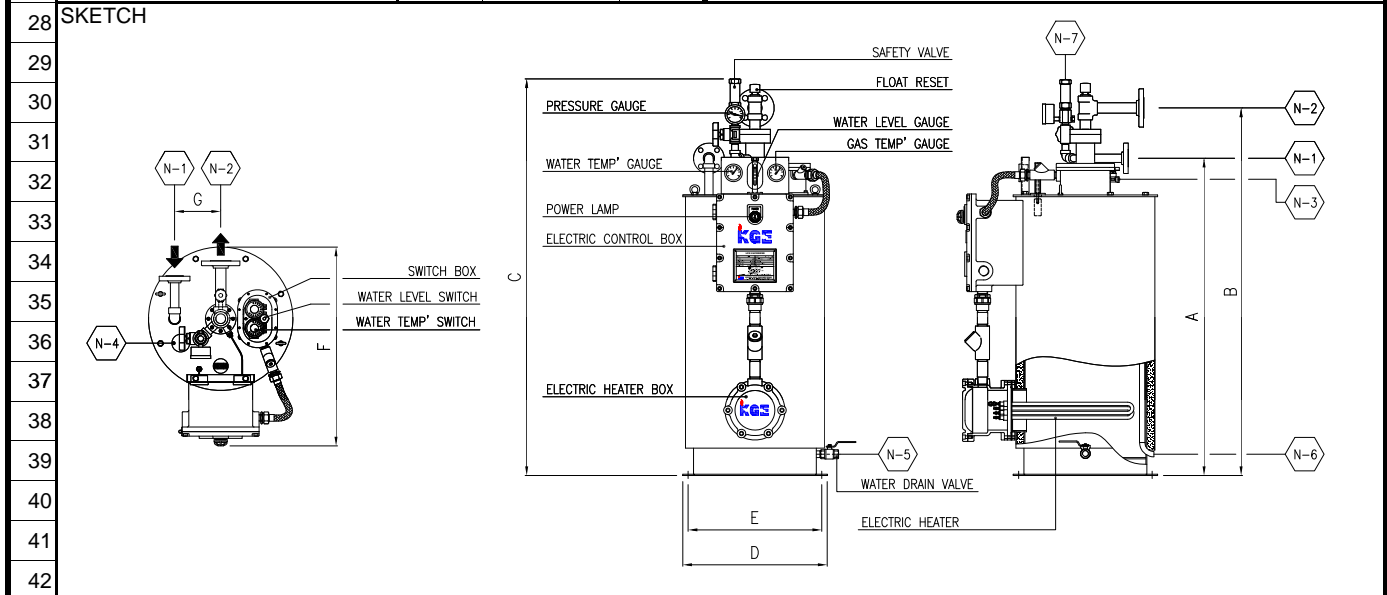 28
SKETCH
29
30
31
32
33
34
35
36
37
38
39
40
41
42
N-1
N-2
G
SWITCH BOX
WATER LEVEL SWITCH
WATER TEMP' SWITCH
N-4
F
SAFETY VALVE
FLOAT RESET
PRESSURE GAUGE
WATER LEVEL GAUGE
GAS TEMP' GAUGE
WATER TEMP' GAUGE
POWER LAMP
ELECTRIC CONTROL BOX
KGE
C
ELECTRIC HEATER BOX
KGE
N-5
WATER DRAIN VALVE
E
D
N-7
N-2
N-1
N-3
B
A
N-6
ELECTRIC HEATER